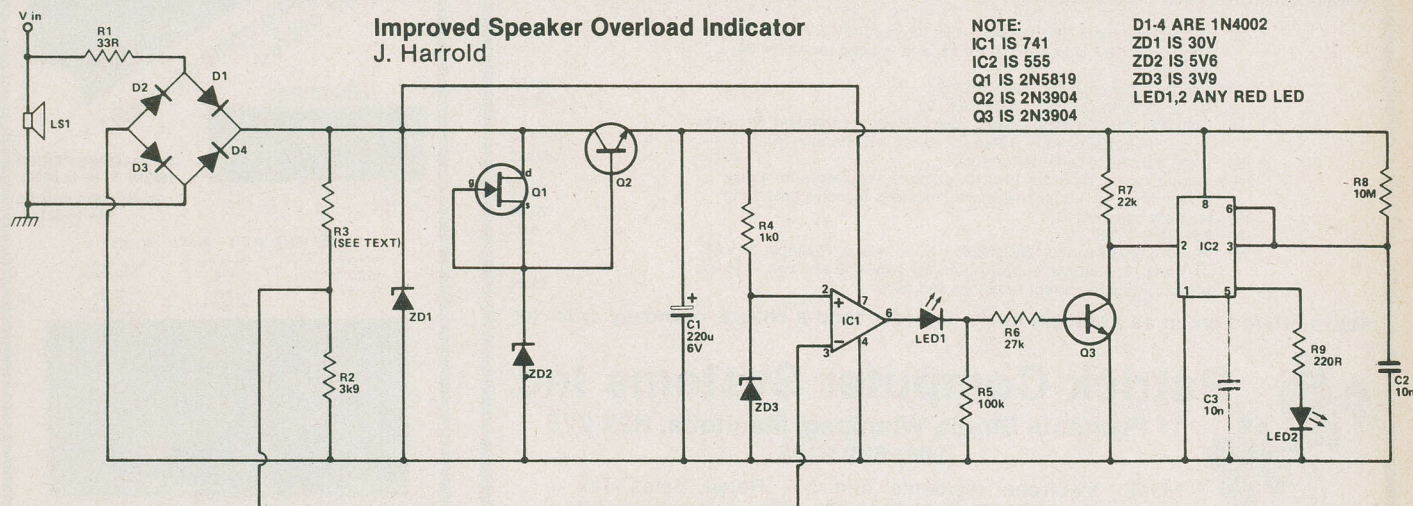 Improved Speaker Overload Indicator
J. Harrold
NOTE:
IC1 IS 741
IC2 IS 555
Q1 IS 2N5819
Q2 IS 2N3904
Q3 IS 2N3904
D1-4 ARE 1N4002
ZD1 IS 30V
ZD2 IS 5V6
ZD3 IS 3V9
LED1,2 ANY RED LED
V in
R1
33R
D2
D1
LS1
D3
D4
R3
(SEE TEXT)
R2
3k9
ZD1
g
d
s
Q1
Q2
ZD2
+
C1
220u
6V
R4
1k0
ZD3
2
+
3
–
IC1
7
6
4
LED1
R5
100k
R6
27k
Q3
R7
22k
8
6
2
IC2
3
1
5
C3
10n
R9
220R
LED2
R8
10M
C2
10n